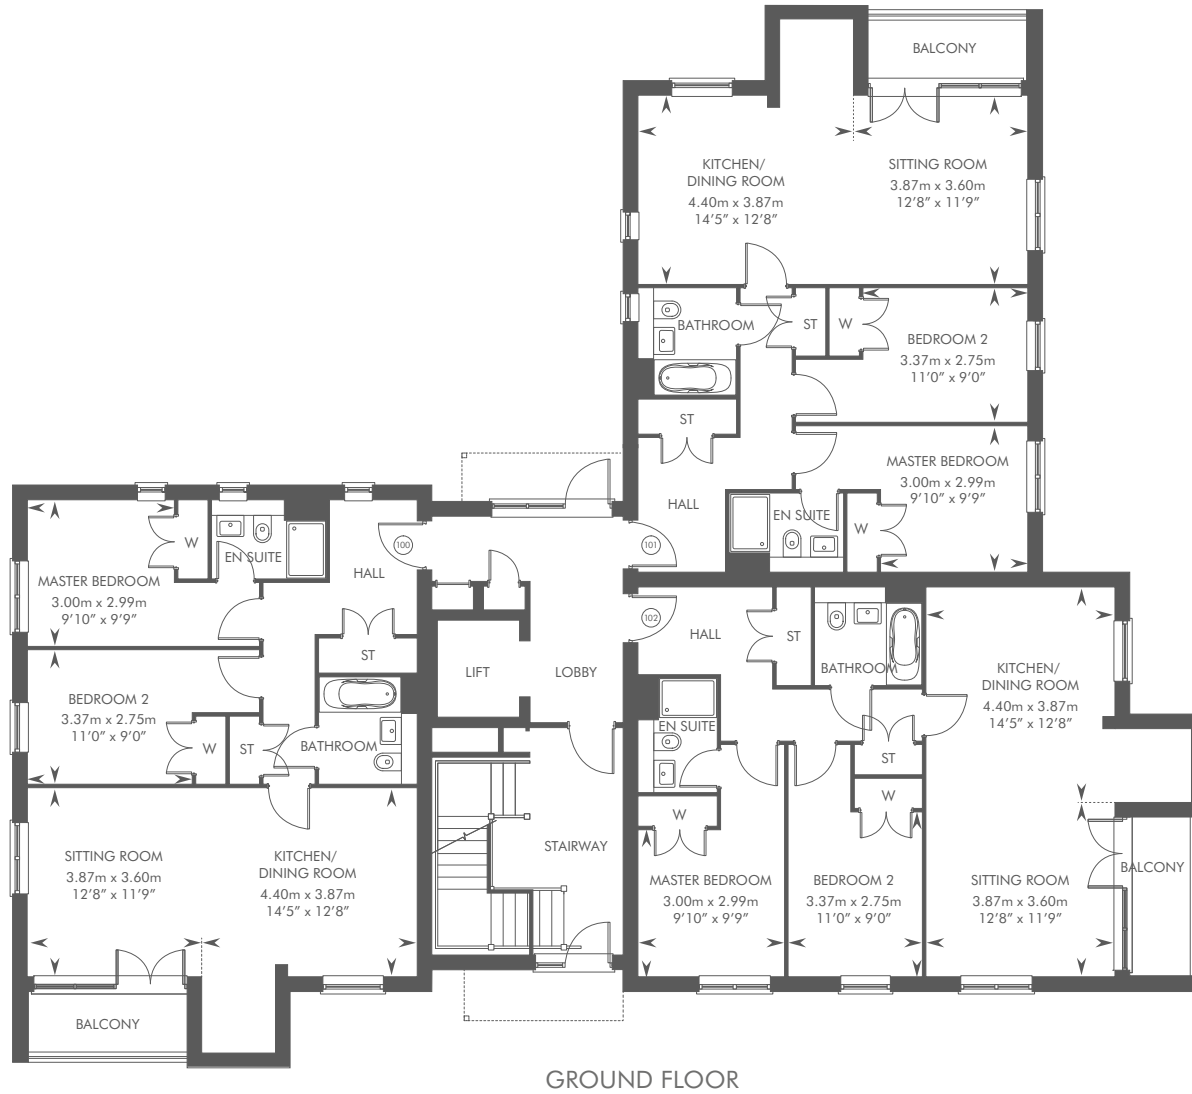 BALCONY
KITCHEN/
DINING ROOM
4.40m x 3.87m
14'5" x 12'8"
SITTING ROOM
3.87m x 3.60m
12'8" x 11'9"
BATHROOM
ST
W
BEDROOM 2
3.37m x 2.75m
11'0" x 9'0"
ST
MASTER BEDROOM
3.00m x 2.99m
9'10" x 9'9"
HALL
EN SUITE
W
101
100
W
EN SUITE
HALL
MASTER BEDROOM
3.00m x 2.99m
9'10" x 9'9"
ST
BEDROOM 2
3.37m x 2.75m
11'0" x 9'0"
W
ST
BATHROOM
SITTING ROOM
3.87m x 3.60m
12'8" x 11'9"
KITCHEN/
DINING ROOM
4.40m x 3.87m
14'5" x 12'8"
BALCONY
LIFT
LOBBY
STAIRWAY
102
HALL
ST
BATHROOM
KITCHEN/
DINING ROOM
4.40m x 3.87m
14'5" x 12'8"
EN SUITE
ST
W
W
MASTER BEDROOM
3.00m x 2.99m
9'10" x 9'9"
BEDROOM 2
3.37m x 2.75m
11'0" x 9'0"
SITTING ROOM
3.87m x 3.60m
12'8" x 11'9"
BALCONY
GROUND FLOOR